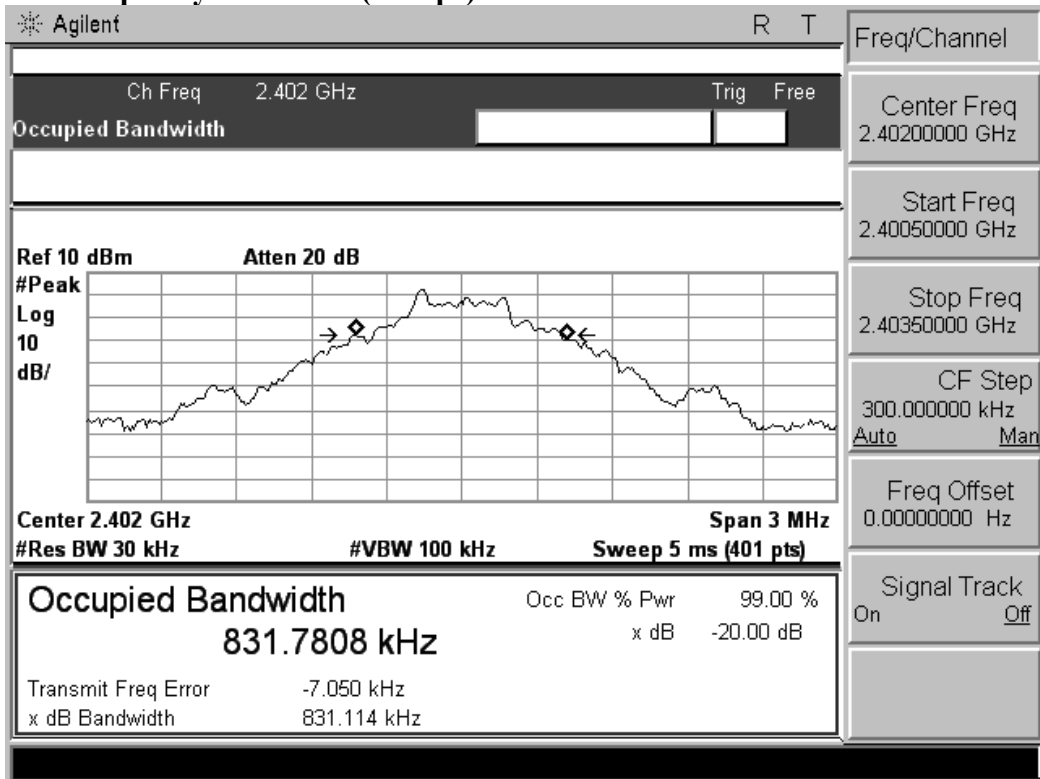 Agilent R T
Freq/Channel
Ch Freq 2.402 GHz Trig Free
Occupied Bandwidth
Center Freq
2.40200000 GHz
Start Freq
2.40050000 GHz
Stop Freq
2.40350000 GHz
CF Step
300.000000 kHz
Auto Man
Freq Offset
0.00000000 Hz
Signal Track
On Off
Ref 10 dBm Atten 20 dB
#Peak
Log
10
dB/
Center 2.402 GHz Span 3 MHz
#Res BW 30 kHz #VBW 100 kHz Sweep 5 ms (401 pts)
Occupied Bandwidth Occ BW % Pwr 99.00 %
831.7808 kHz x dB -20.00 dB
Transmit Freq Error -7.050 kHz
x dB Bandwidth 831.114 kHz